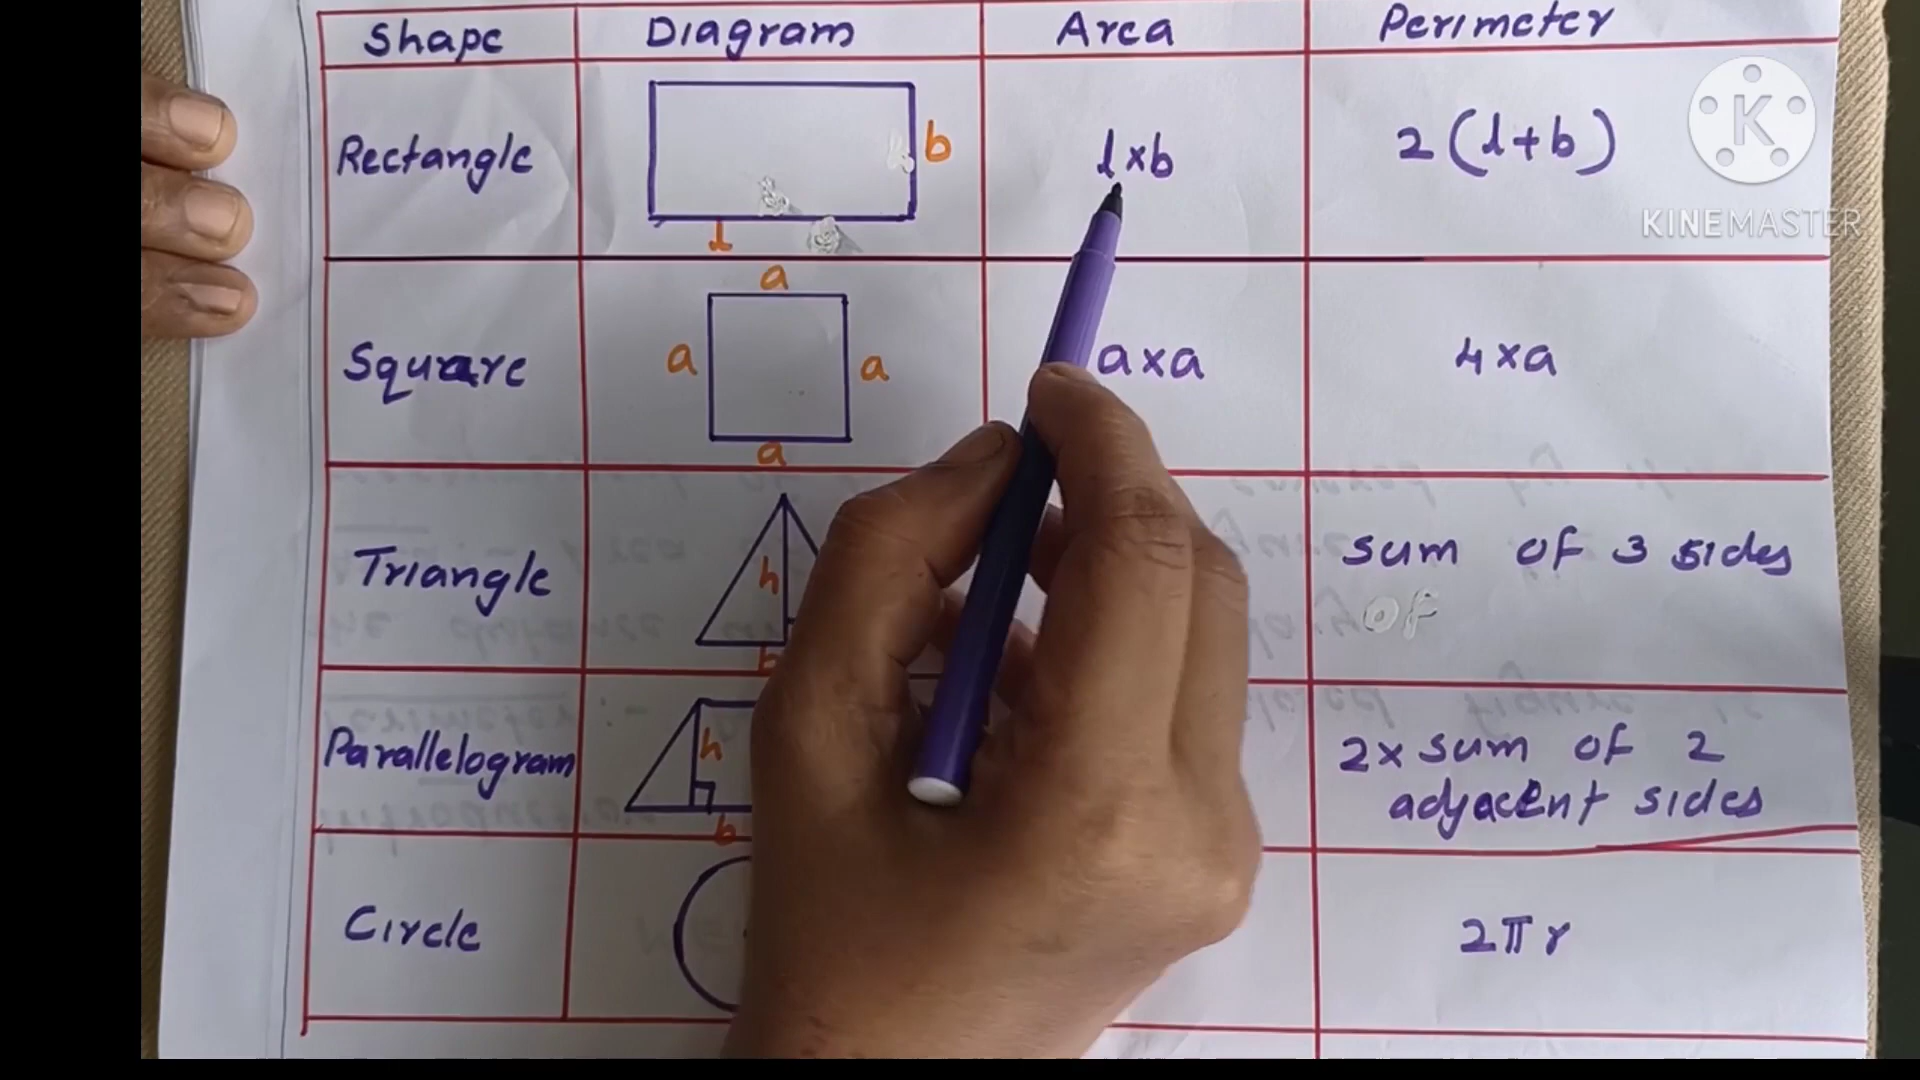 Shape Diagram Area Perimeter
Rectangle b l l×b 2(l+b)
a
Square a a a×a 4×a
a
Triangle h sum of 3 sides
b of
Parallelogram h 2× sum of 2
adjacent sides
b
Circle 2πr
K
KINEMASTER